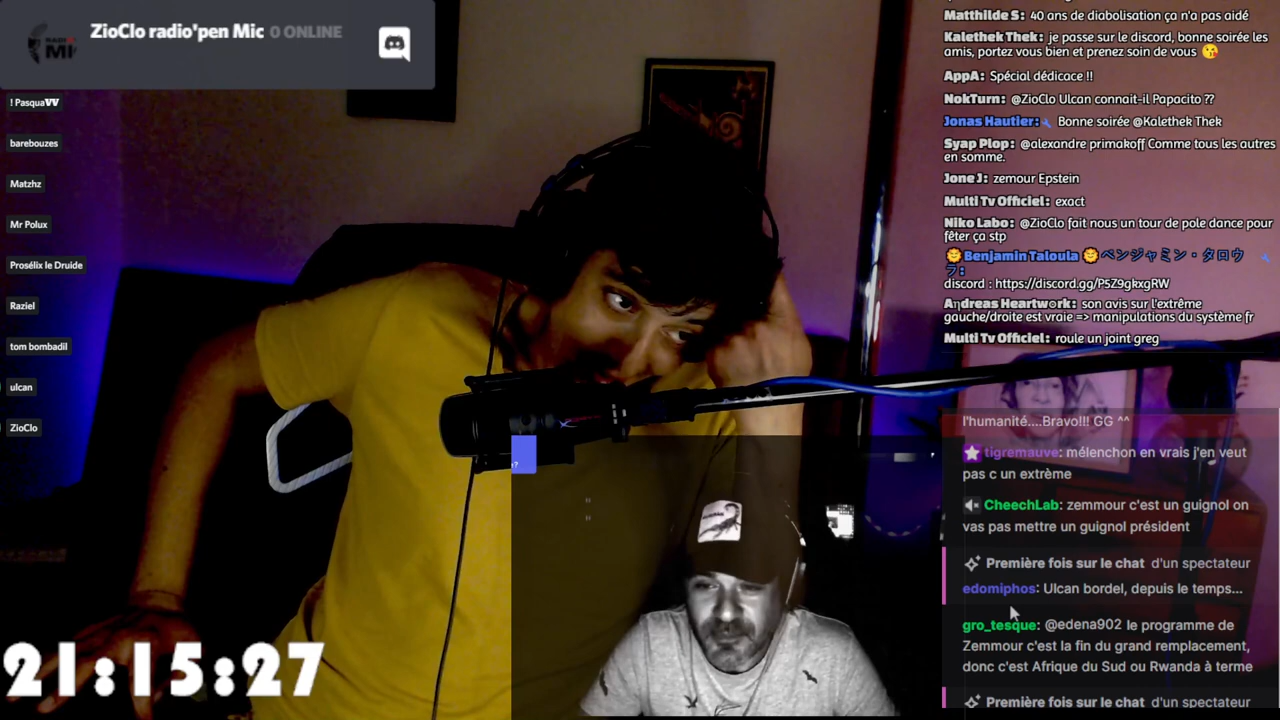 ZioClo radio'pen Mic 0 ONLINE
! PasquaVV
barebouzes
Matzhz
Mr Polux
Prosélix le Druide
Raziel
tom bombadil
ulcan
ZioClo
21:15:27
Matthilde S: 40 ans de diabolisation ça n'a pas aidé
Kalethek Thek: je passe sur le discord, bonne soirée les
amis, portez vous bien et prenez soin de vous 😘
AppA: Spécial dédicace !!
NokTurn: @ZioClo Ulcan connait-il Papacito ??
Jonas Hautier: Bonne soirée @Kalethek Thek
Syap Plop: @alexandre primakoff Comme tous les autres
en somme.
Jone J: zemour Epstein
Multi Tv Officiel: exact
Niko Labo: @ZioClo fait nous un tour de pole dance pour
fêter ça stp
🌞Benjamin Taloula 🌞ベンジャミン・タロウ
ラ:
discord : https://discord.gg/P5Z9gkxgRW
Aηdreas Heartw⊙rk: son avis sur l'extrême
gauche/droite est vraie => manipulations du système fr
Multi Tv Officiel: roule un joint greg
l'humanité....Bravo!!! GG ^^
tigremauve: mélenchon en vrais j'en veut
pas c un extrème
CheechLab: zemmour c'est un guignol on
vas pas mettre un guignol président
Première fois sur le chat d'un spectateur
edomiphos: Ulcan bordel, depuis le temps...
gro_tesque: @edena902 le programme de
Zemmour c'est la fin du grand remplacement,
donc c'est Afrique du Sud ou Rwanda à terme
Première fois sur le chat d'un spectateur